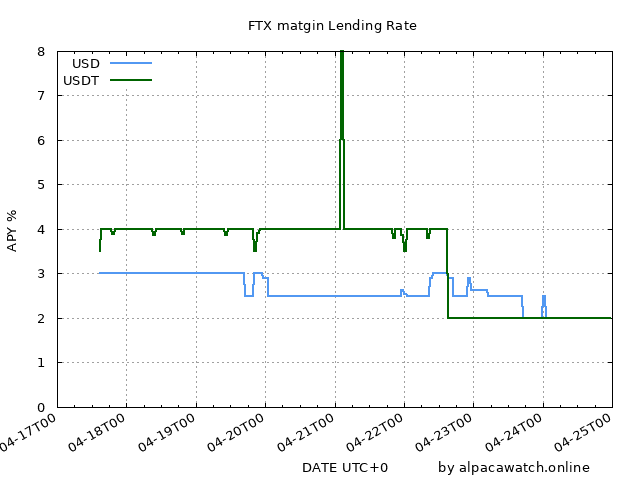 FTX matgin Lending Rate
USD
USDT
8
7
6
5
4
3
2
1
0
APY %
04-17T00
04-18T00
04-19T00
04-20T00
04-21T00
04-22T00
04-23T00
04-24T00
04-25T00
DATE UTC+0
by alpacawatch.online